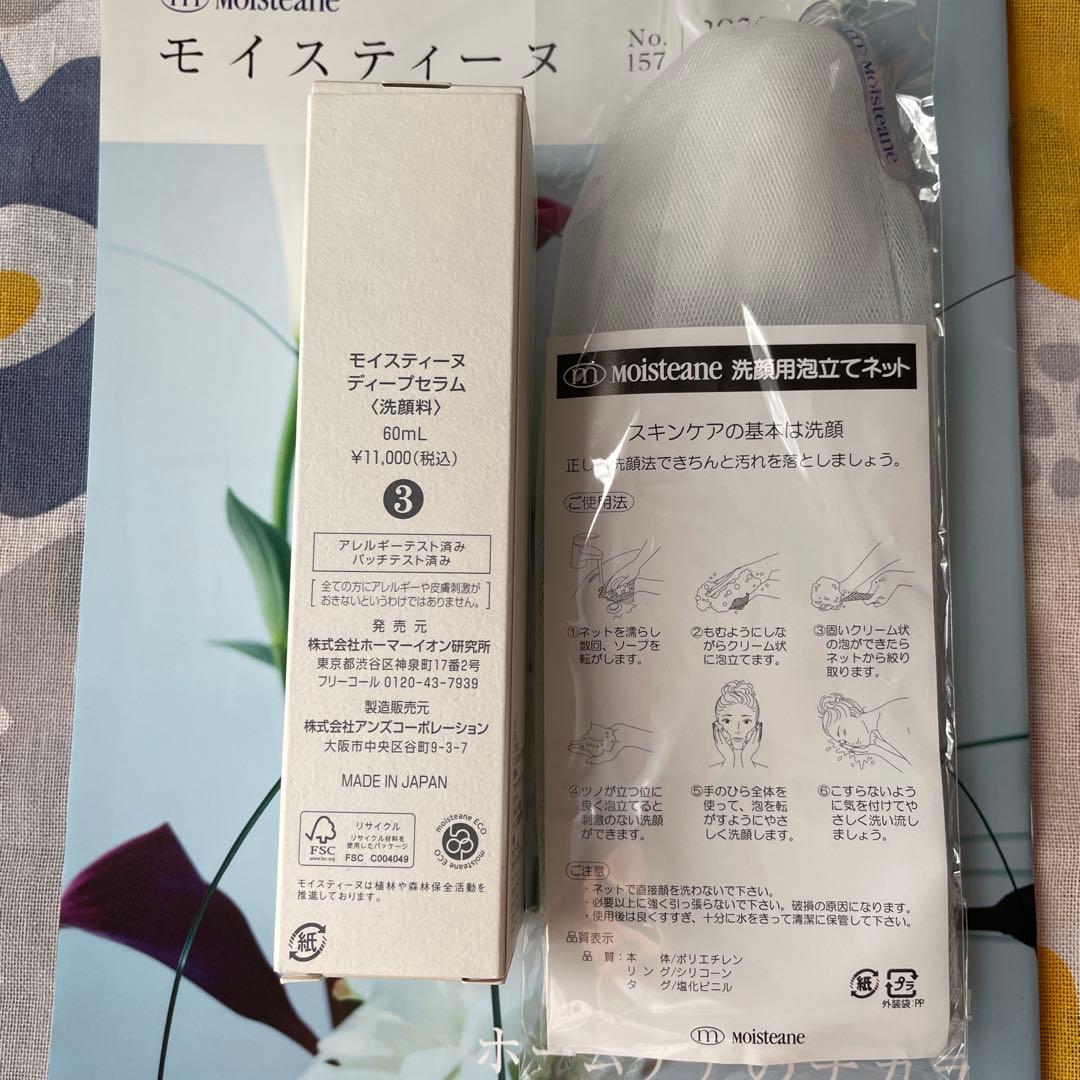 Moisteane
モイスティーヌ
No.
157
モイスティーヌ
ディープセラム
〈洗顔料〉
60mL
¥11,000(税込)
3
アレルギーテスト済み
パッチテスト済み
全ての方にアレルギーや皮膚刺激が
おきないというわけではありません。
発売元
株式会社ホーマーイオン研究所
東京都渋谷区神泉町17番2号
フリーコール 0120-43-7939
製造販売元
株式会社アンズコーポレーション
大阪市中央区谷町9-3-7
MADE IN JAPAN
FSC
www.fsc.org
リサイクル
リサイクル材料を
使用したパッケージ
FSC C004049
moisteane ECO
moisteane ECO
モイスティーヌは植林や森林保全活動を
推進しております。
紙
Moisteane
m Moisteane 洗顔用泡立てネット
スキンケアの基本は洗顔
正し 洗顔法できちんと汚れを落としましょう。
ご使用法
①ネットを濡らし
数回、ソープを
転がします。
②もむようにしな
がらクリーム状
に泡立てます。
③固いクリーム状
の泡ができたら
ネットから絞り
取ります。
④ツノが立つ位に
良く泡立てると
刺激のない洗顔
ができます。
⑤手のひら全体を
使って、泡を転
がすようにやさ
しく洗顔します。
⑥こすらないよう
に気を付けてや
さしく洗い流し
ましょう。
ご注意
・ネットで直接顔を洗わないで下さい。
・必要以上に強く引っ張らないで下さい。破損の原因になります。
・使用後は良くすすぎ、十分に水をきって清潔に保管して下さい。
品質表示
品質:本 体/ポリエチレン
リング/シリコーン
タ グ/塩化ビニル
紙 プラ
外装袋:PP
m Moisteane